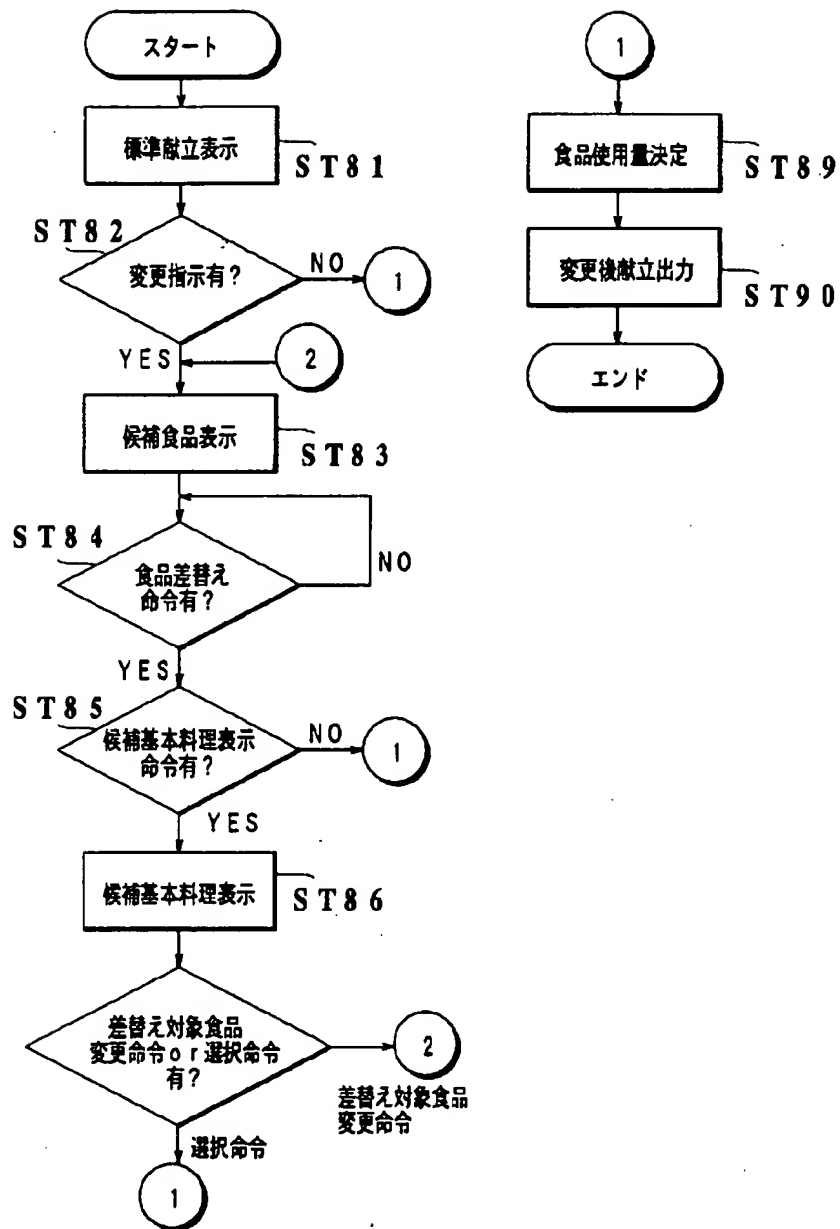 スタート
標準献立表示
ST81
ST82
変更指示有?
NO
1
YES
2
候補食品表示
ST83
ST84
食品差替え
命令有?
NO
YES
ST85
候補基本料理表示
命令有?
NO
1
YES
候補基本料理表示
ST86
差替え対象食品
変更命令or選択命令
有?
2
差替え対象食品
変更命令
選択命令
1
1
食品使用量決定
ST89
変更後献立出力
ST90
エンド